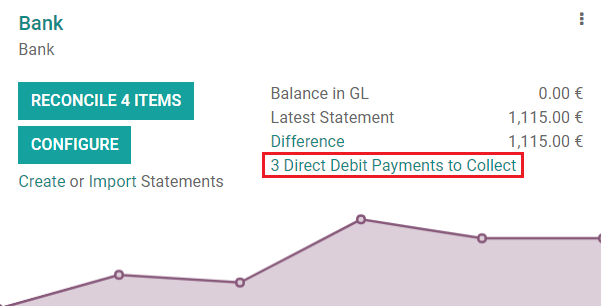 Bank
Bank
RECONCILE 4 ITEMS
CONFIGURE
Create or Import Statements
Balance in GL 0.00 €
Latest Statement 1,115.00 €
Difference 1,115.00 €
3 Direct Debit Payments to Collect